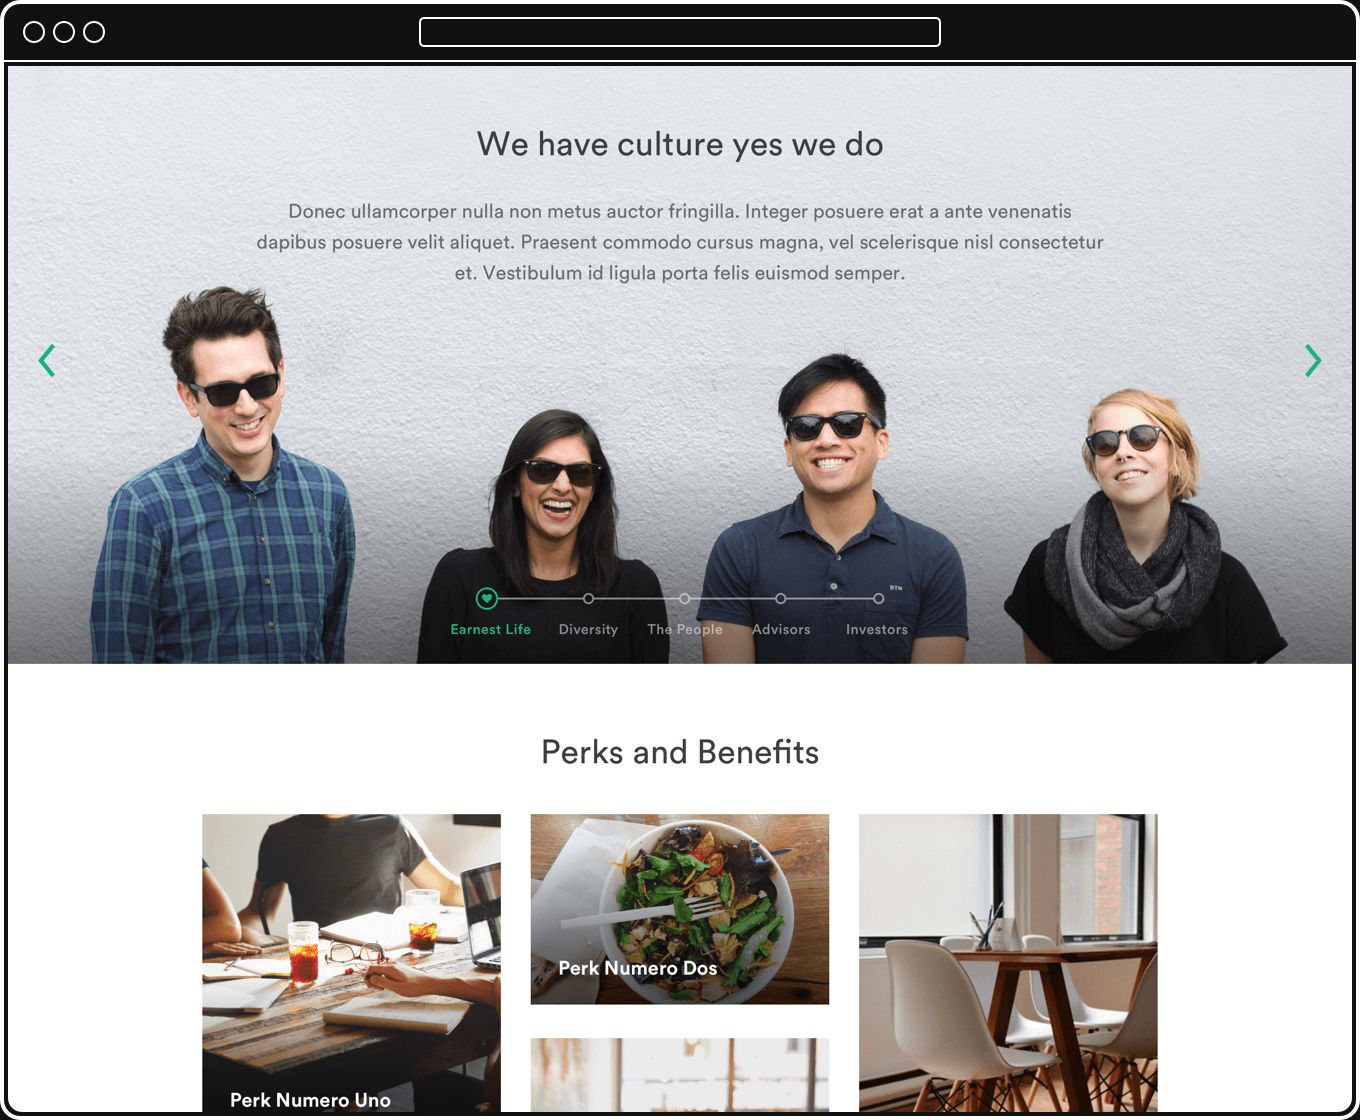 We have culture yes we do
Donec ullamcorper nulla non metus auctor fringilla. Integer posuere erat a ante venenatis
dapibus posuere velit aliquet. Praesent commodo cursus magna, vel scelerisque nisl consectetur
et. Vestibulum id ligula porta felis euismod semper.
RTH
Earnest Life
Diversity
The People
Advisors
Investors
Perks and Benefits
Perk Numero Dos
Perk Numero Uno